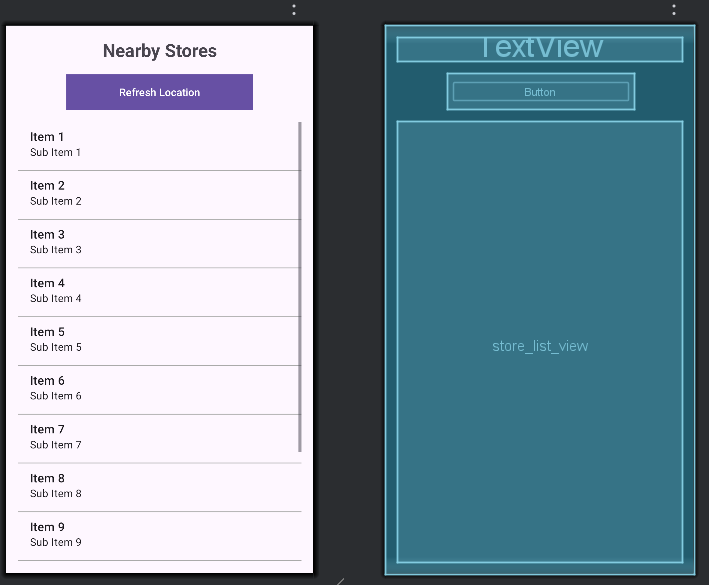 Nearby Stores
Refresh Location
Item 1
Sub Item 1
Item 2
Sub Item 2
Item 3
Sub Item 3
Item 4
Sub Item 4
Item 5
Sub Item 5
Item 6
Sub Item 6
Item 7
Sub Item 7
Item 8
Sub Item 8
Item 9
Sub Item 9
TextView
Button
store_list_view